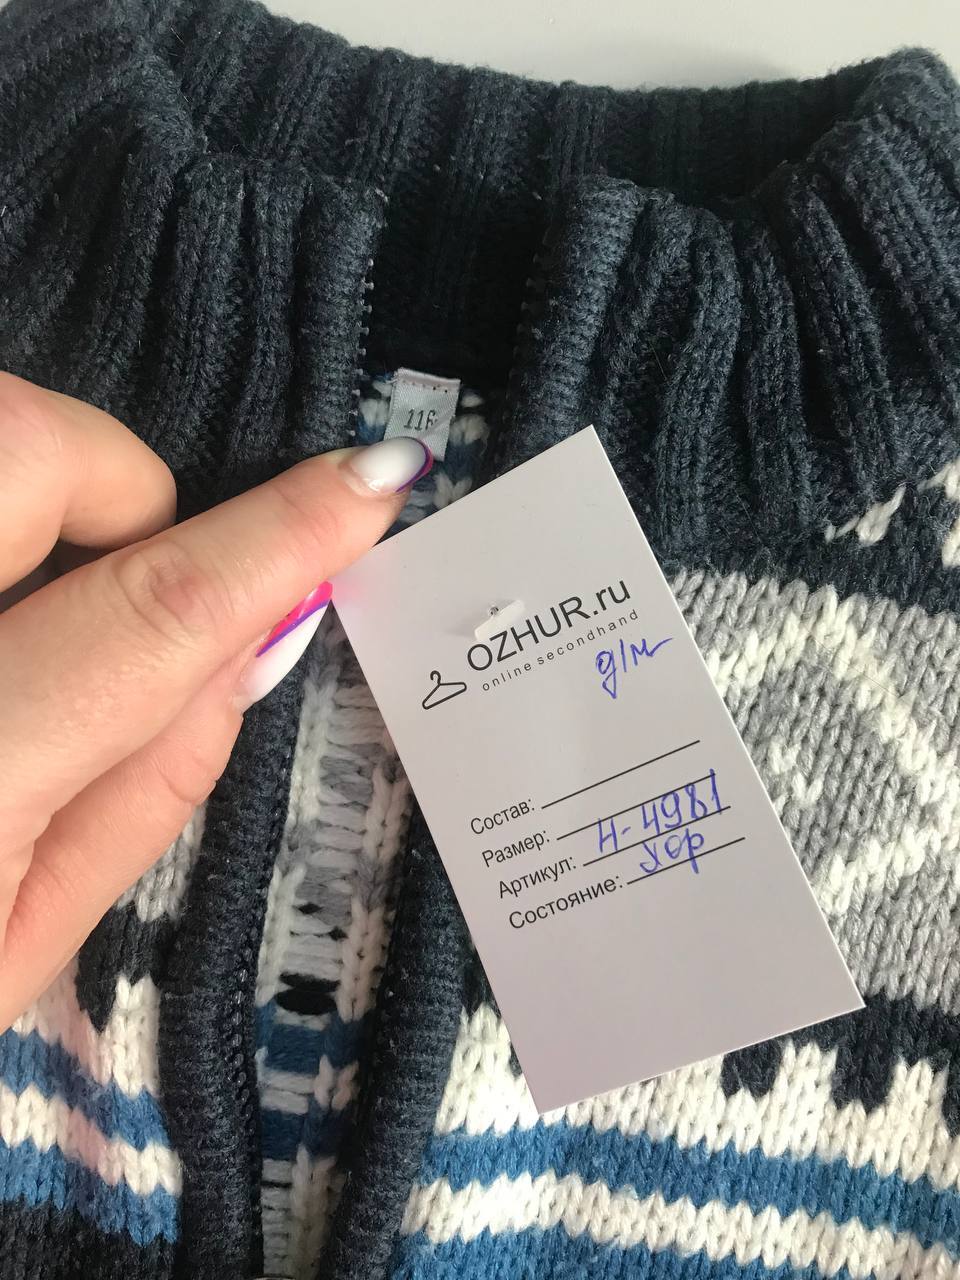 116
OZHUR.ru
online secondhand
д/м
Состав:
Размер:
Артикул: Н-4981
Состояние: хор